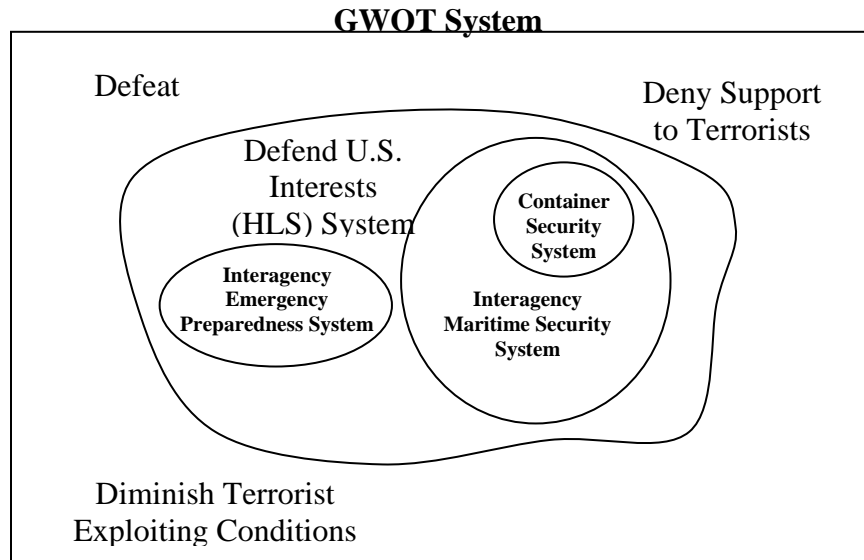 GWOT System
Defeat
Deny Support
to Terrorists
Defend U.S.
Interests
(HLS) System
Container
Security
System
Interagency
Emergency
Preparedness System
Interagency
Maritime Security
System
Diminish Terrorist
Exploiting Conditions